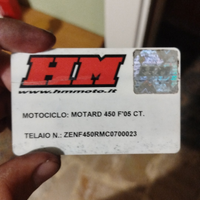 HM
www.hmmoto.it
MOTOCICLO: MOTARD 450 F'05 CT.
TELAIO N.: ZENF450RMC0700023